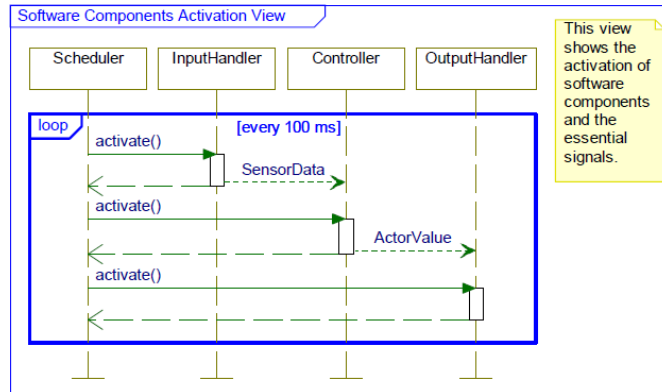 Software Components Activation View
This view
shows the
activation of
software
components
and the
essential
signals.
Scheduler
InputHandler
Controller
OutputHandler
loop
[every 100 ms]
activate()
SensorData
activate()
ActorValue
activate()